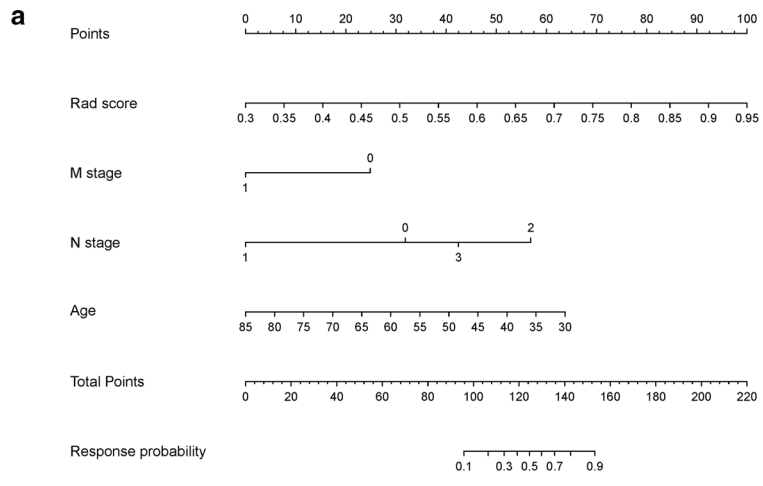 a
0 10 20 30 40 50 60 70 80 90 100
Points
Rad score
0.3 0.35 0.4 0.45 0.5 0.55 0.6 0.65 0.7 0.75 0.8 0.85 0.9 0.95
0
M stage
1
0 2
N stage
1 3
Age
85 80 75 70 65 60 55 50 45 40 35 30
Total Points
0 20 40 60 80 100 120 140 160 180 200 220
Response probability
0.1 0.3 0.5 0.7 0.9